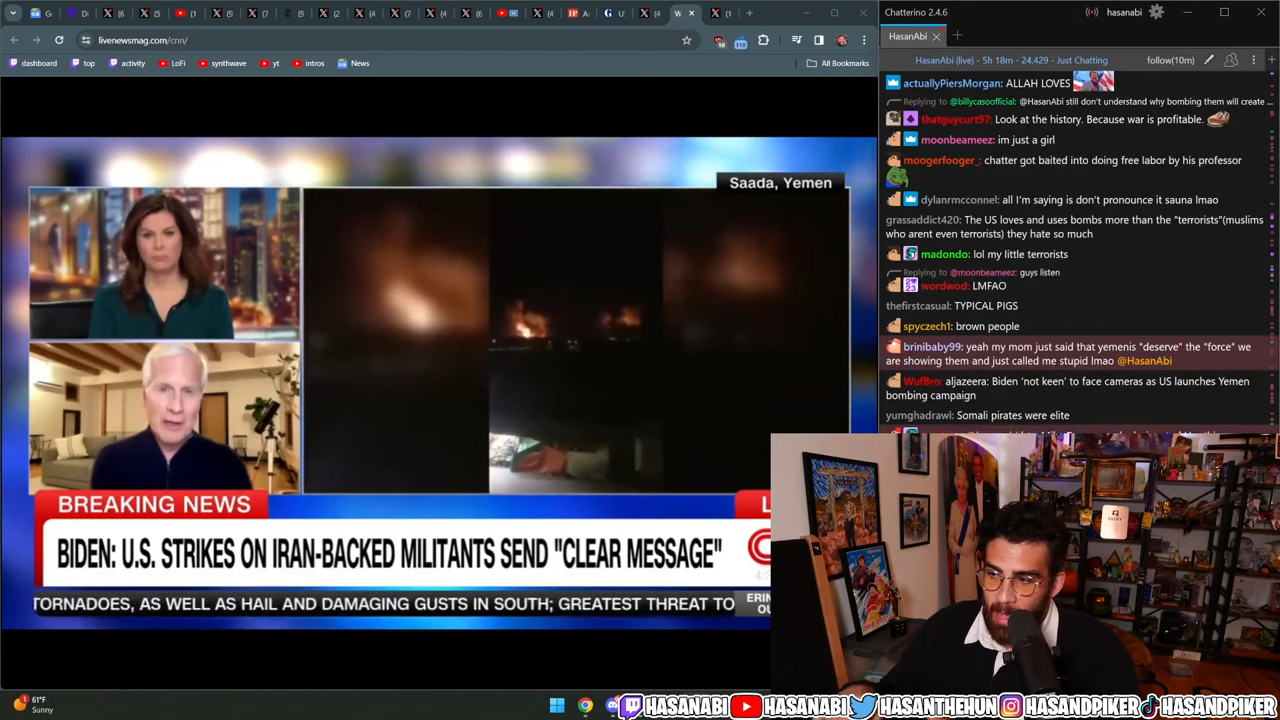 livenewsmag.com/cnn/
dashboard
top
activity
LoFi
synthwave
yt
intros
News
All Bookmarks
Saada, Yemen
BREAKING NEWS
BIDEN: U.S. STRIKES ON IRAN-BACKED MILITANTS SEND "CLEAR MESSAGE"
TORNADOES, AS WELL AS HAIL AND DAMAGING GUSTS IN SOUTH; GREATEST THREAT TO
Chatterino 2.4.6
hasanabi
HasanAbi
HasanAbi (live) - 5h 18m - 24,429 - Just Chatting
follow(10m)
actuallyPiersMorgan: ALLAH LOVES
Replying to @billycasoofficial: @HasanAbi still don't understand why bombing them will create ...
thatguycurt97: Look at the history. Because war is profitable.
moonbeameez: im just a girl
moogerfooger_: chatter got baited into doing free labor by his professor
dylanrmcconnel: all I'm saying is don't pronounce it sauna lmao
grassaddict420: The US loves and uses bombs more than the "terrorists"(muslims
who arent even terrorists) they hate so much
madondo: lol my little terrorists
Replying to @moonbeameez: guys listen
wordwod: LMFAO
thefirstcasual: TYPICAL PIGS
spyczech1: brown people
brinibaby99: yeah my mom just said that yemenis "deserve" the "force" we
are showing them and just called me stupid lmao @HasanAbi
WufBro: aljazeera: Biden 'not keen' to face cameras as US launches Yemen
bombing campaign
yumghadrawi: Somali pirates were elite
61°F
Sunny
HASANABI
HASANABI
HASANTHEHUN
HASANDPIKER
HASANDPIKER